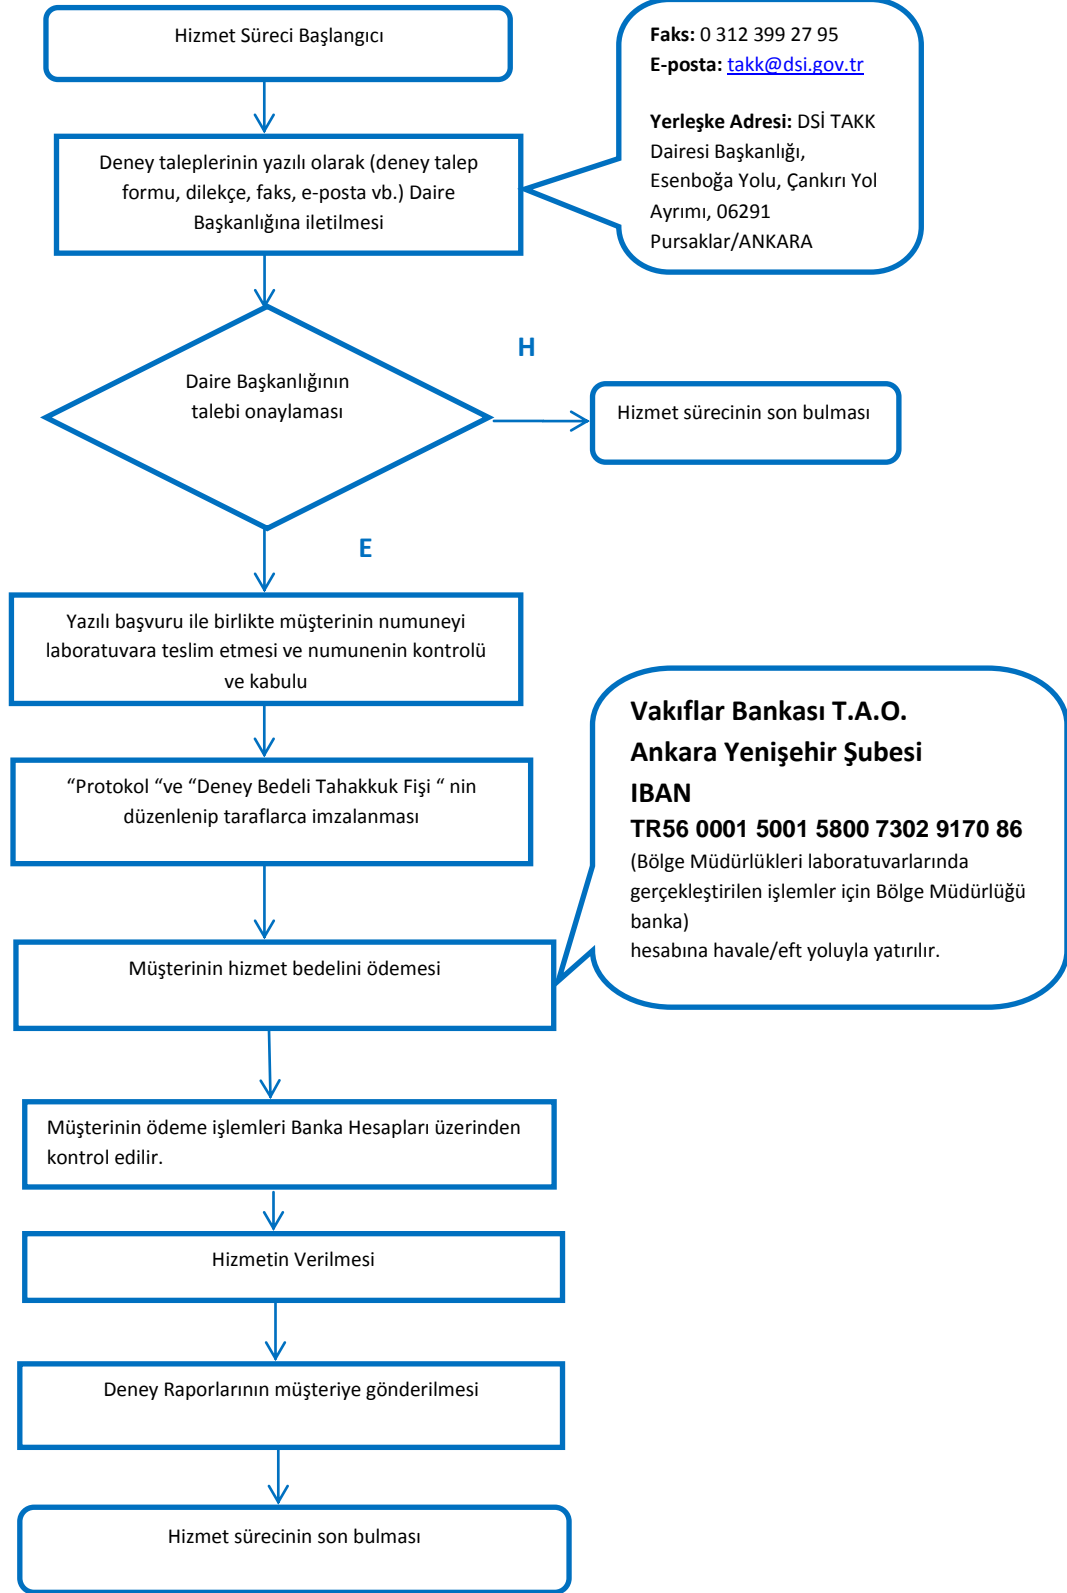 Hizmet Süreci Başlangıcı
Faks: 0 312 399 27 95
E-posta: takk@dsi.gov.tr
Yerleşke Adresi: DSİ TAKK
Dairesi Başkanlığı,
Esenboğa Yolu, Çankırı Yol
Ayrımı, 06291
Pursaklar/ANKARA
Deney taleplerinin yazılı olarak (deney talep
formu, dilekçe, faks, e-posta vb.) Daire
Başkanlığına iletilmesi
Daire Başkanlığının
talebi onaylaması
H
Hizmet sürecinin son bulması
E
Yazılı başvuru ile birlikte müşterinin numuneyi
laboratuvara teslim etmesi ve numunenin kontrolü
ve kabulu
“Protokol “ve “Deney Bedeli Tahakkuk Fişi “ nin
düzenlenip taraflarca imzalanması
Vakıflar Bankası T.A.O.
Ankara Yenişehir Şubesi
IBAN
TR56 0001 5001 5800 7302 9170 86
(Bölge Müdürlükleri laboratuvarlarında
gerçekleştirilen işlemler için Bölge Müdürlüğü
banka)
hesabına havale/eft yoluyla yatırılır.
Müşterinin hizmet bedelini ödemesi
Müşterinin ödeme işlemleri Banka Hesapları üzerinden
kontrol edilir.
Hizmetin Verilmesi
Deney Raporlarının müşteriye gönderilmesi
Hizmet sürecinin son bulması